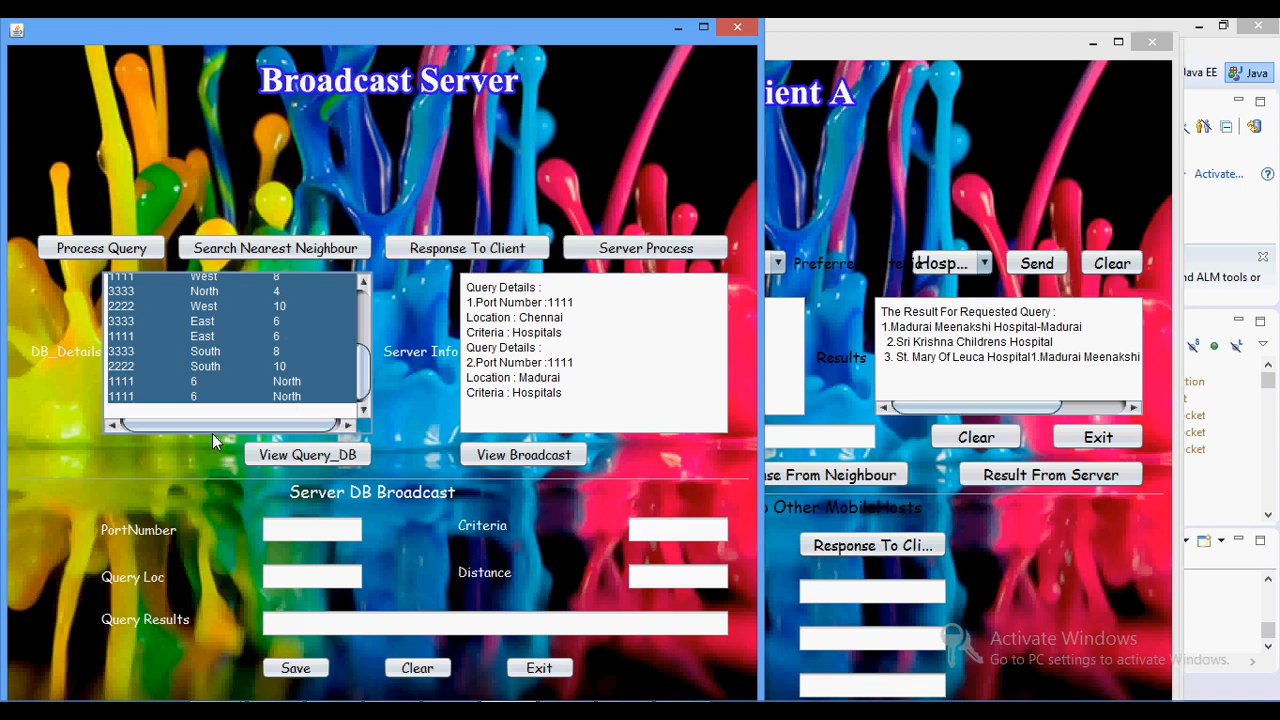 Broadcast Server
Process Query
Search Nearest Neighbour
Response To Client
Server Process
DB_Details
1111 West 8
3333 North 4
2222 West 10
3333 East 6
1111 East 6
3333 South 8
2222 South 10
1111 6 North
1111 6 North
Server Info
Query Details :
1.Port Number :1111
Location : Chennai
Criteria : Hospitals
Query Details :
2.Port Number :1111
Location : Madurai
Criteria : Hospitals
View Query_DB
View Broadcast
Server DB Broadcast
PortNumber
Criteria
Query Loc
Distance
Query Results
Save
Clear
Exit
ient A
Hosp...
Send
Clear
Results
The Result For Requested Query :
1.Madurai Meenakshi Hospital-Madurai
2.Sri Krishna Childrens Hospital
3. St. Mary Of Leuca Hospital1.Madurai Meenakshi
Clear
Exit
se From Neighbour
Result From Server
o Other MobileHosts
Response To Cli...
Java EE
Java
Activate...
nd ALM tools or
ction
ocket
ocket
ocket
Activate Windows
Go to PC settings to activate Windows.